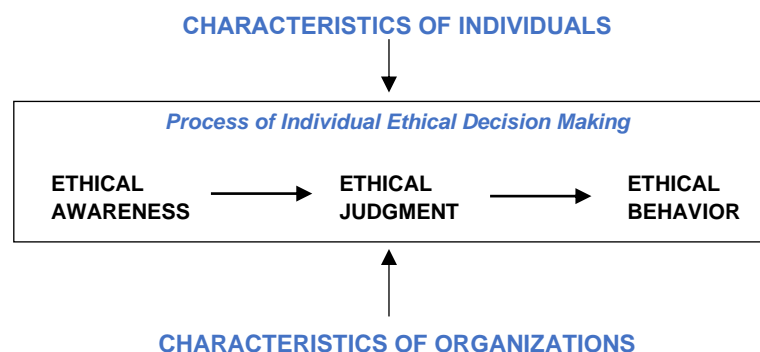 CHARACTERISTICS OF INDIVIDUALS
Process of Individual Ethical Decision Making
ETHICAL AWARENESS
ETHICAL JUDGMENT
ETHICAL BEHAVIOR
CHARACTERISTICS OF ORGANIZATIONS